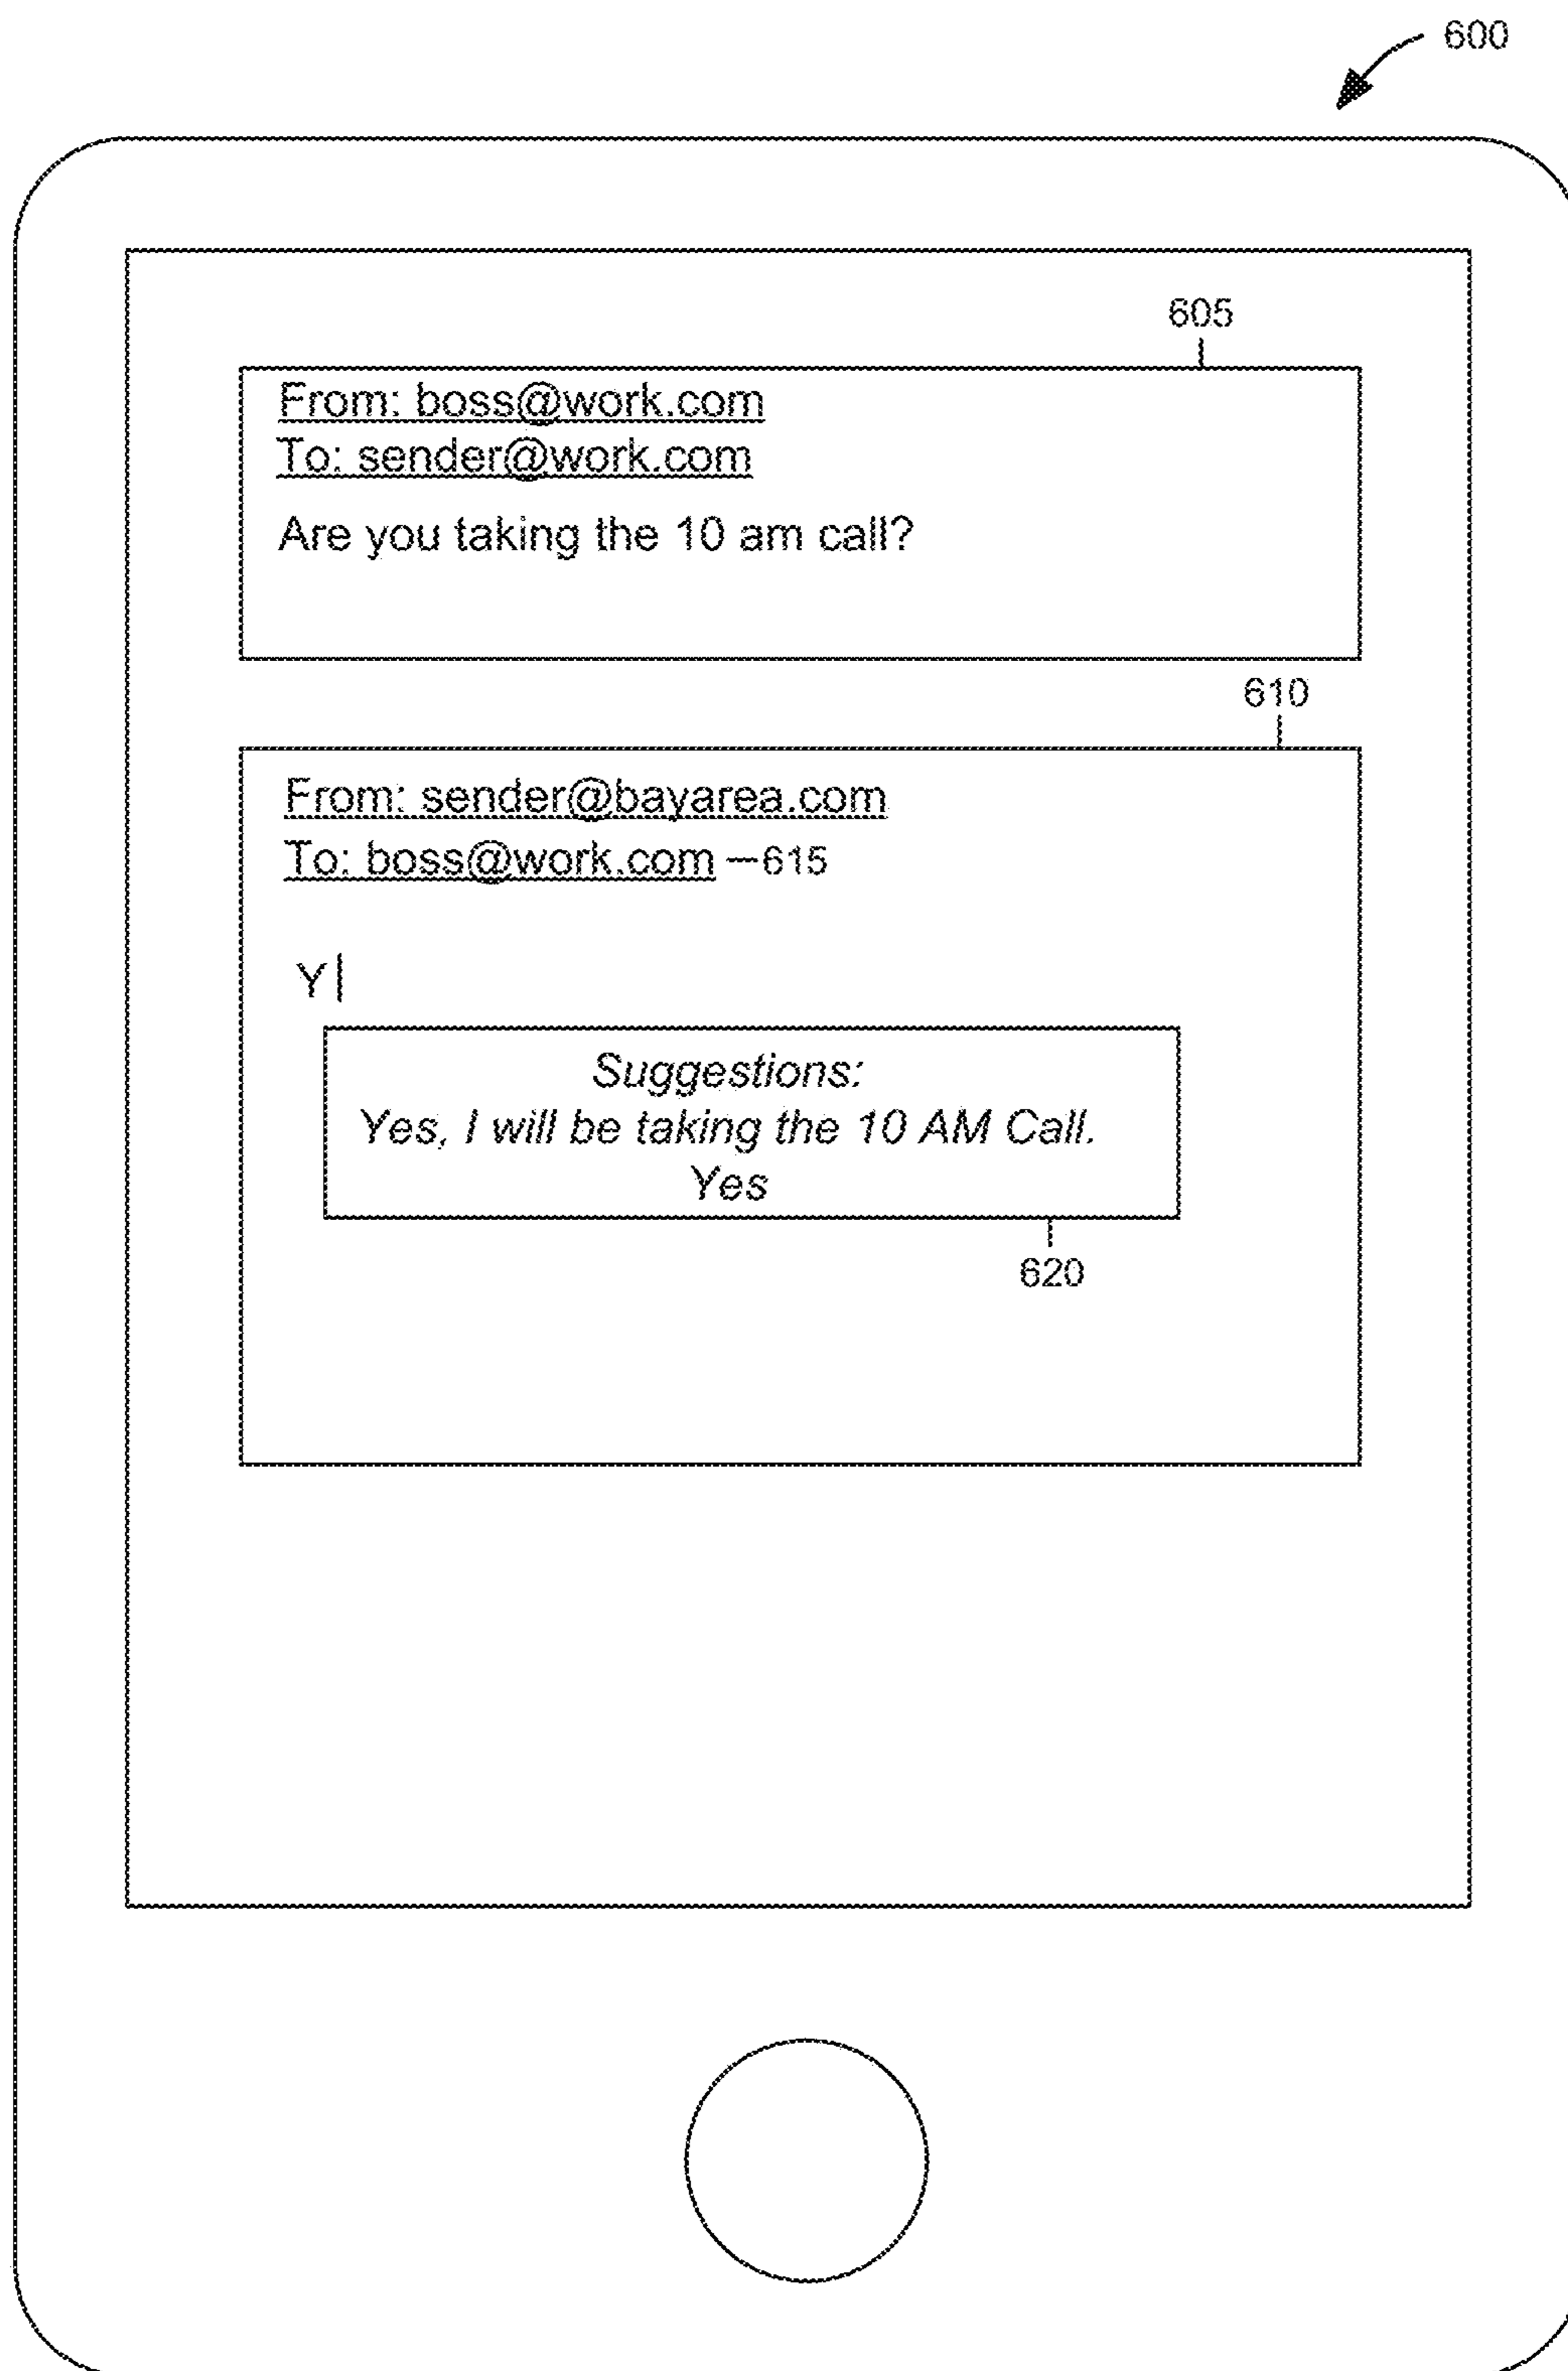 600
605
From: boss@work.com
To: sender@work.com
Are you taking the 10 am call?
610
From: sender@bayarea.com
To: boss@work.com 615
Y
Suggestions:
Yes, I will be taking the 10 AM Call.
Yes
620